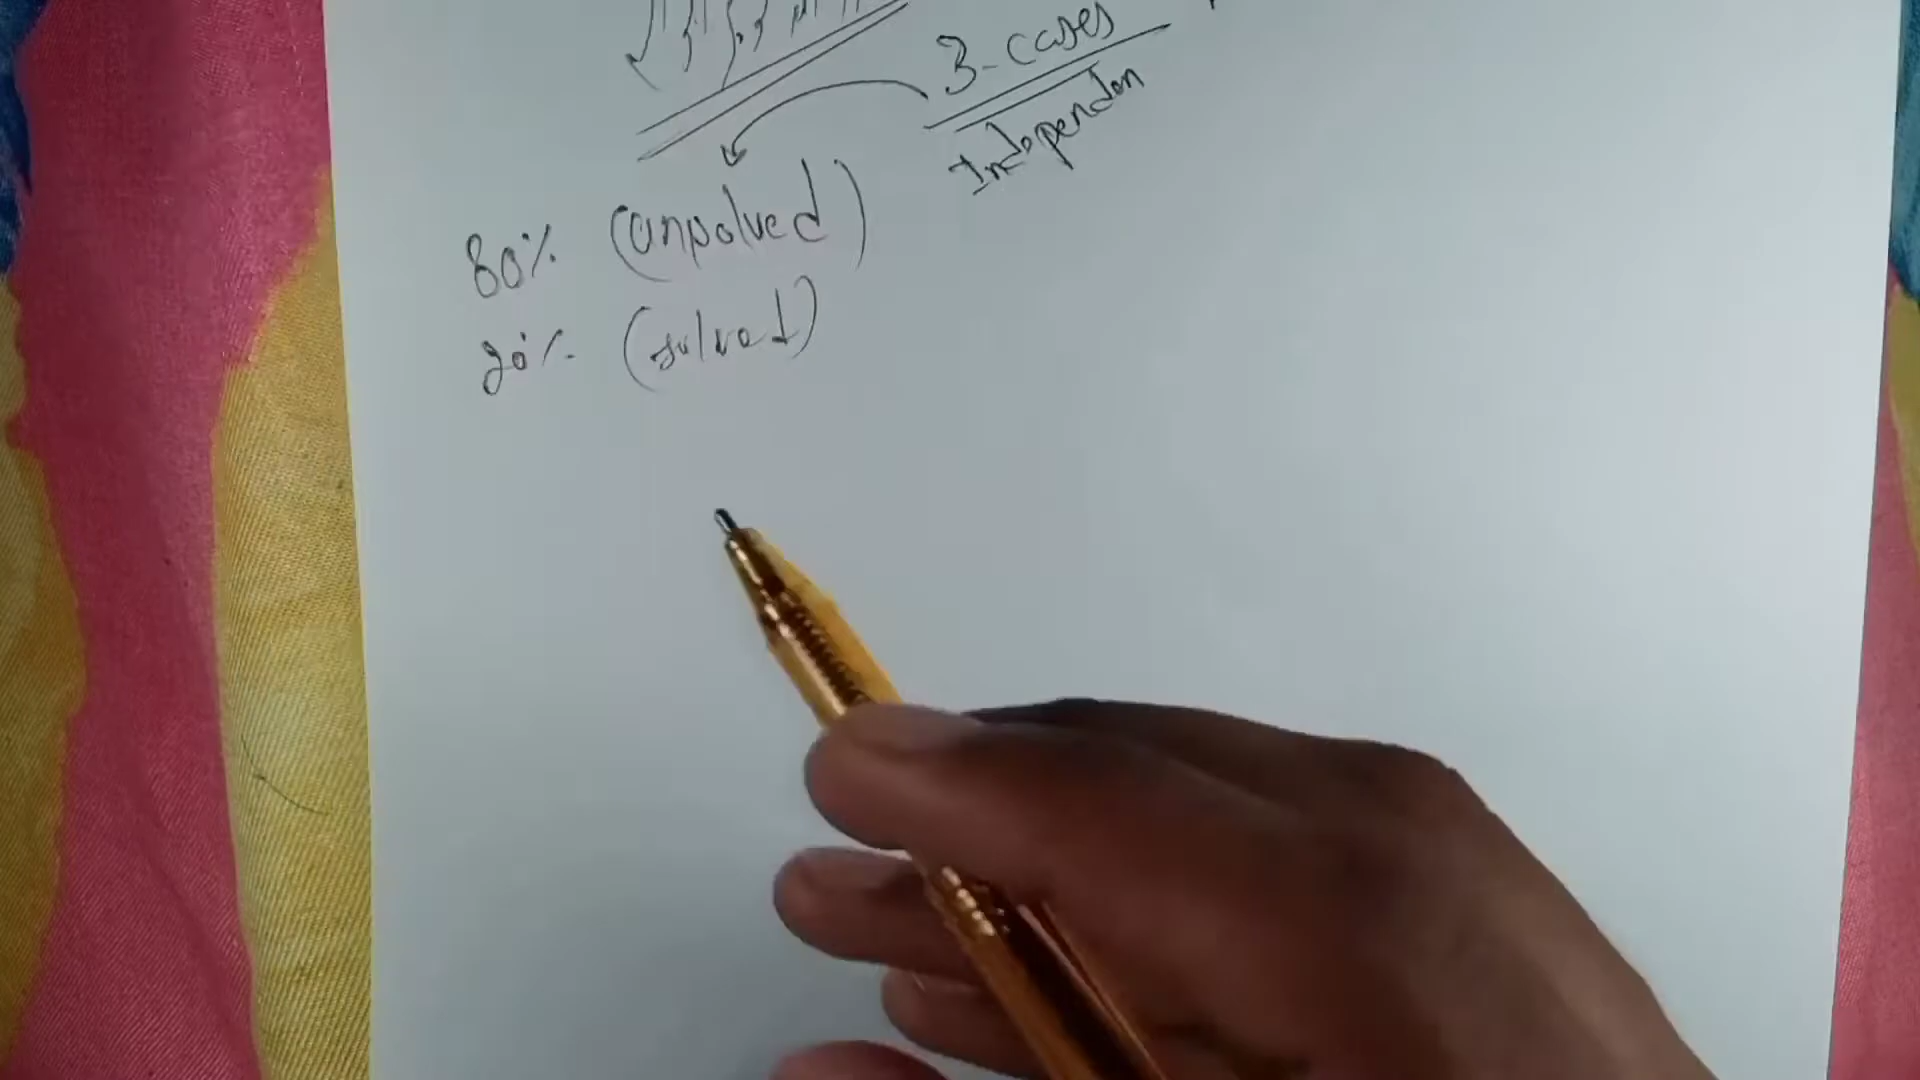 3-cases
Independen
80% (unsolved)
20% (solved)